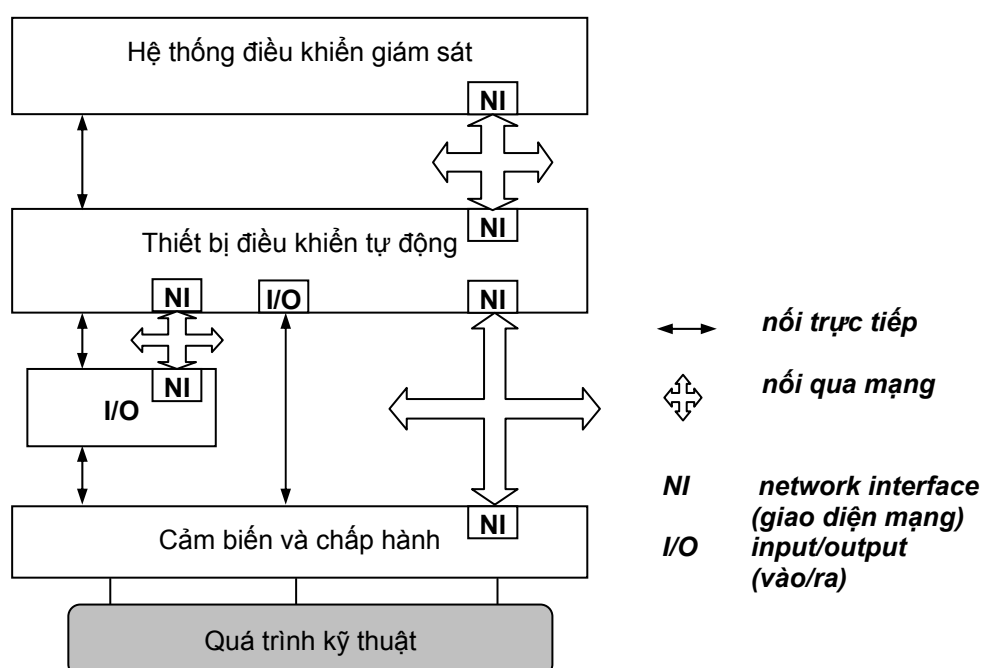 Hệ thống điều khiển giám sát
NI
NI
Thiết bị điều khiển tự động
NI
I/O
NI
nối trực tiếp
NI
I/O
nối qua mạng
NI network interface
(giao diện mạng)
NI
Cảm biến và chấp hành
I/O input/output
(vào/ra)
Quá trình kỹ thuật